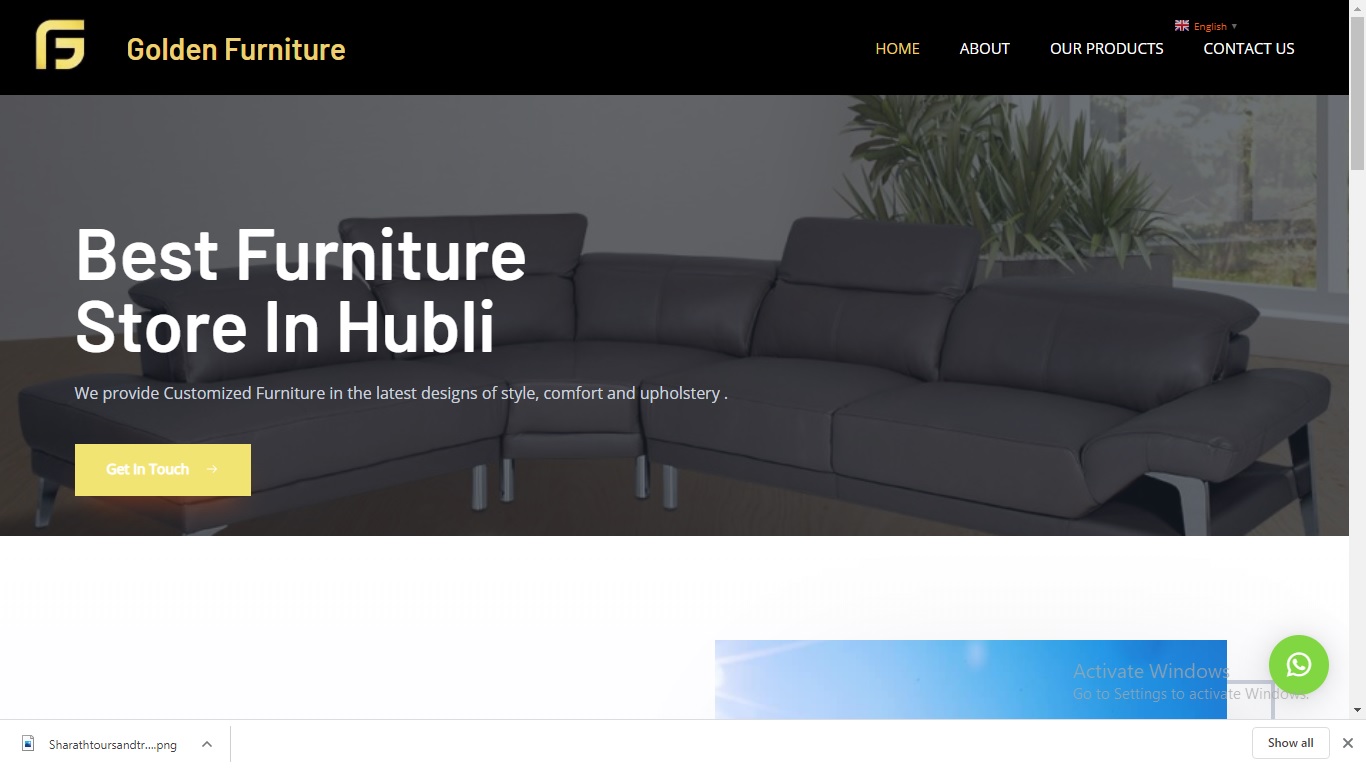 English
Golden Furniture
HOME ABOUT OUR PRODUCTS CONTACT US
Best Furniture
Store In Hubli
We provide Customized Furniture in the latest designs of style, comfort and upholstery .
Get In Touch
Activate Windows
Go to Settings to activate Windows.
Sharathtoursandtr....png
Show all